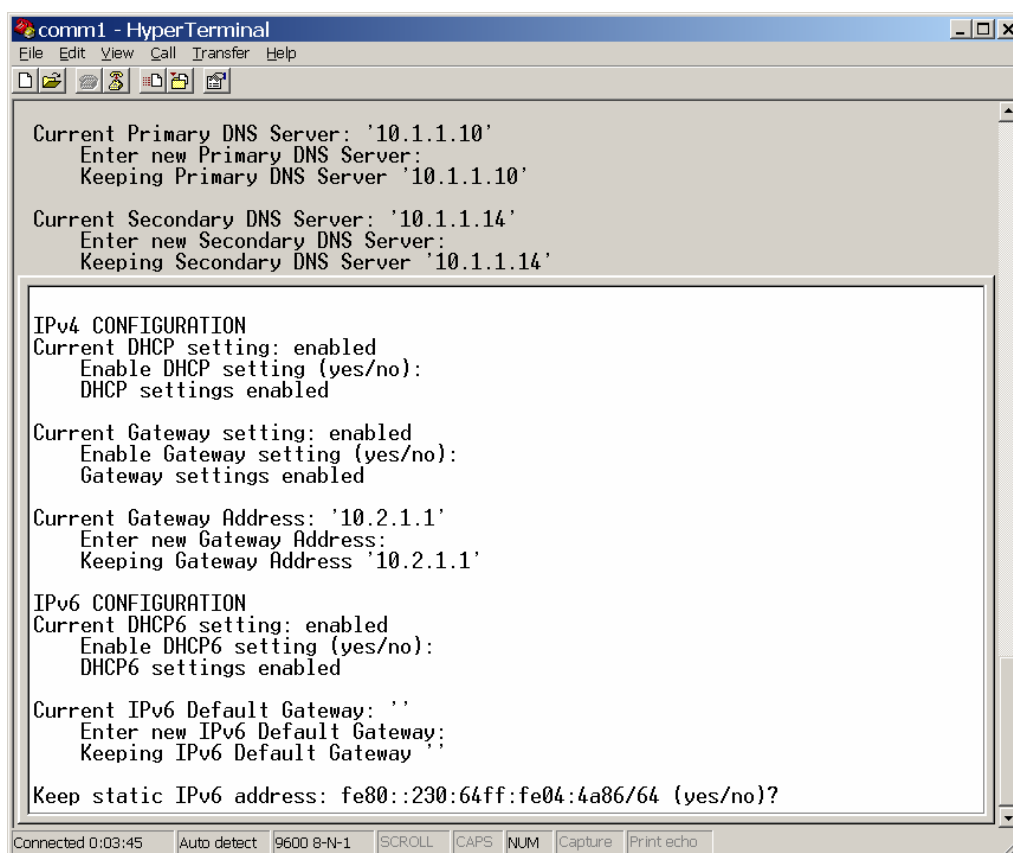 comm1 - HyperTerminal
File Edit View Call Transfer Help
Current Primary DNS Server: '10.1.1.10'
Enter new Primary DNS Server:
Keeping Primary DNS Server '10.1.1.10'
Current Secondary DNS Server: '10.1.1.14'
Enter new Secondary DNS Server:
Keeping Secondary DNS Server '10.1.1.14'
IPv4 CONFIGURATION
Current DHCP setting: enabled
Enable DHCP setting (yes/no):
DHCP settings enabled
Current Gateway setting: enabled
Enable Gateway setting (yes/no):
Gateway settings enabled
Current Gateway Address: '10.2.1.1'
Enter new Gateway Address:
Keeping Gateway Address '10.2.1.1'
IPv6 CONFIGURATION
Current DHCP6 setting: enabled
Enable DHCP6 setting (yes/no):
DHCP6 settings enabled
Current IPv6 Default Gateway: ''
Enter new IPv6 Default Gateway:
Keeping IPv6 Default Gateway ''
Keep static IPv6 address: fe80::230:64ff:fe04:4a86/64 (yes/no)?
Connected 0:03:45 Auto detect 9600 8-N-1 SCROLL CAPS NUM Capture Print echo